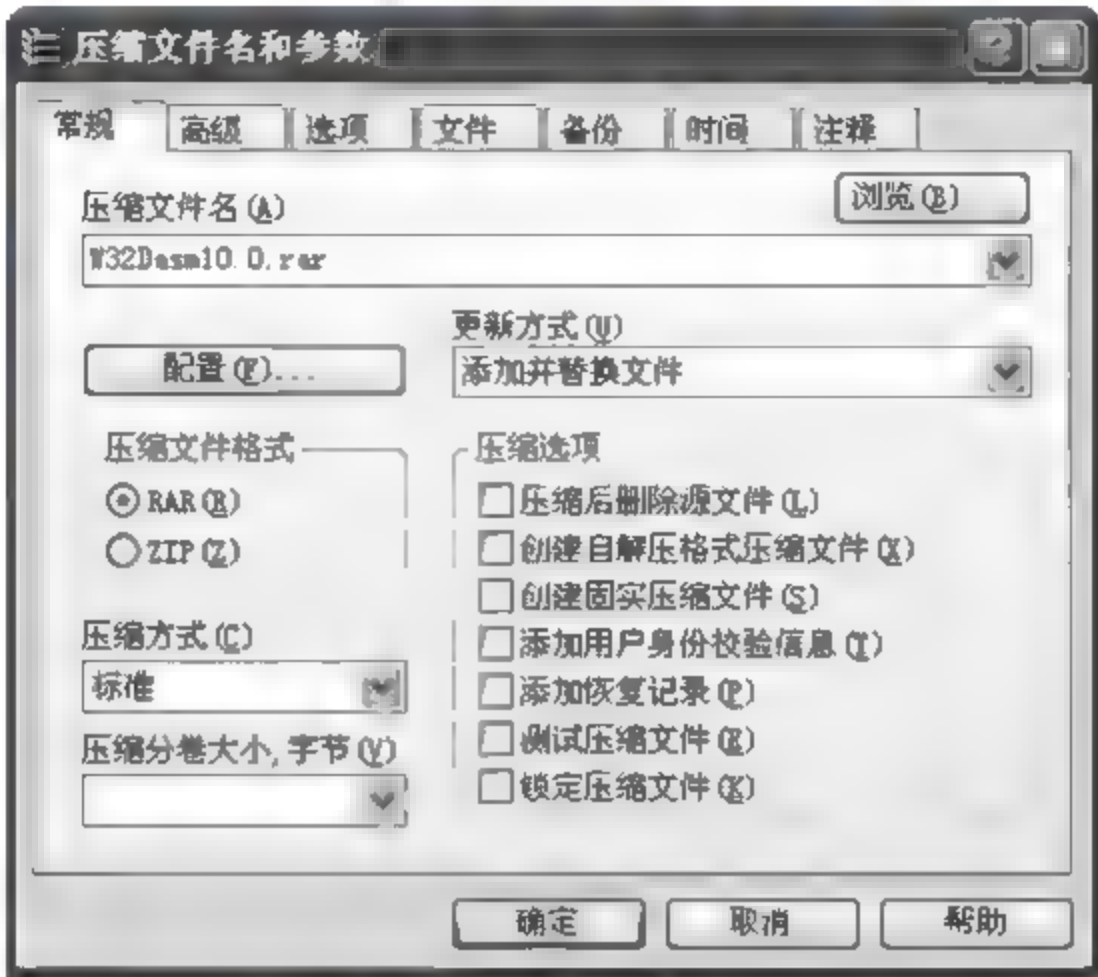 压缩文件名和参数
常规 高级 选项 文件 备份 时间 注释
压缩文件名(A)
浏览(B)
W32Dasm10.0.rar
更新方式(U)
配置(F)...
添加并替换文件
压缩文件格式
RAR(R)
ZIP(Z)
压缩选项
压缩后删除源文件(L)
创建自解压格式压缩文件(X)
创建固实压缩文件(S)
添加用户身份校验信息(T)
添加恢复记录(P)
测试压缩文件(E)
锁定压缩文件(K)
压缩方式(C)
标准
压缩分卷大小,字节(V)
确定 取消 帮助